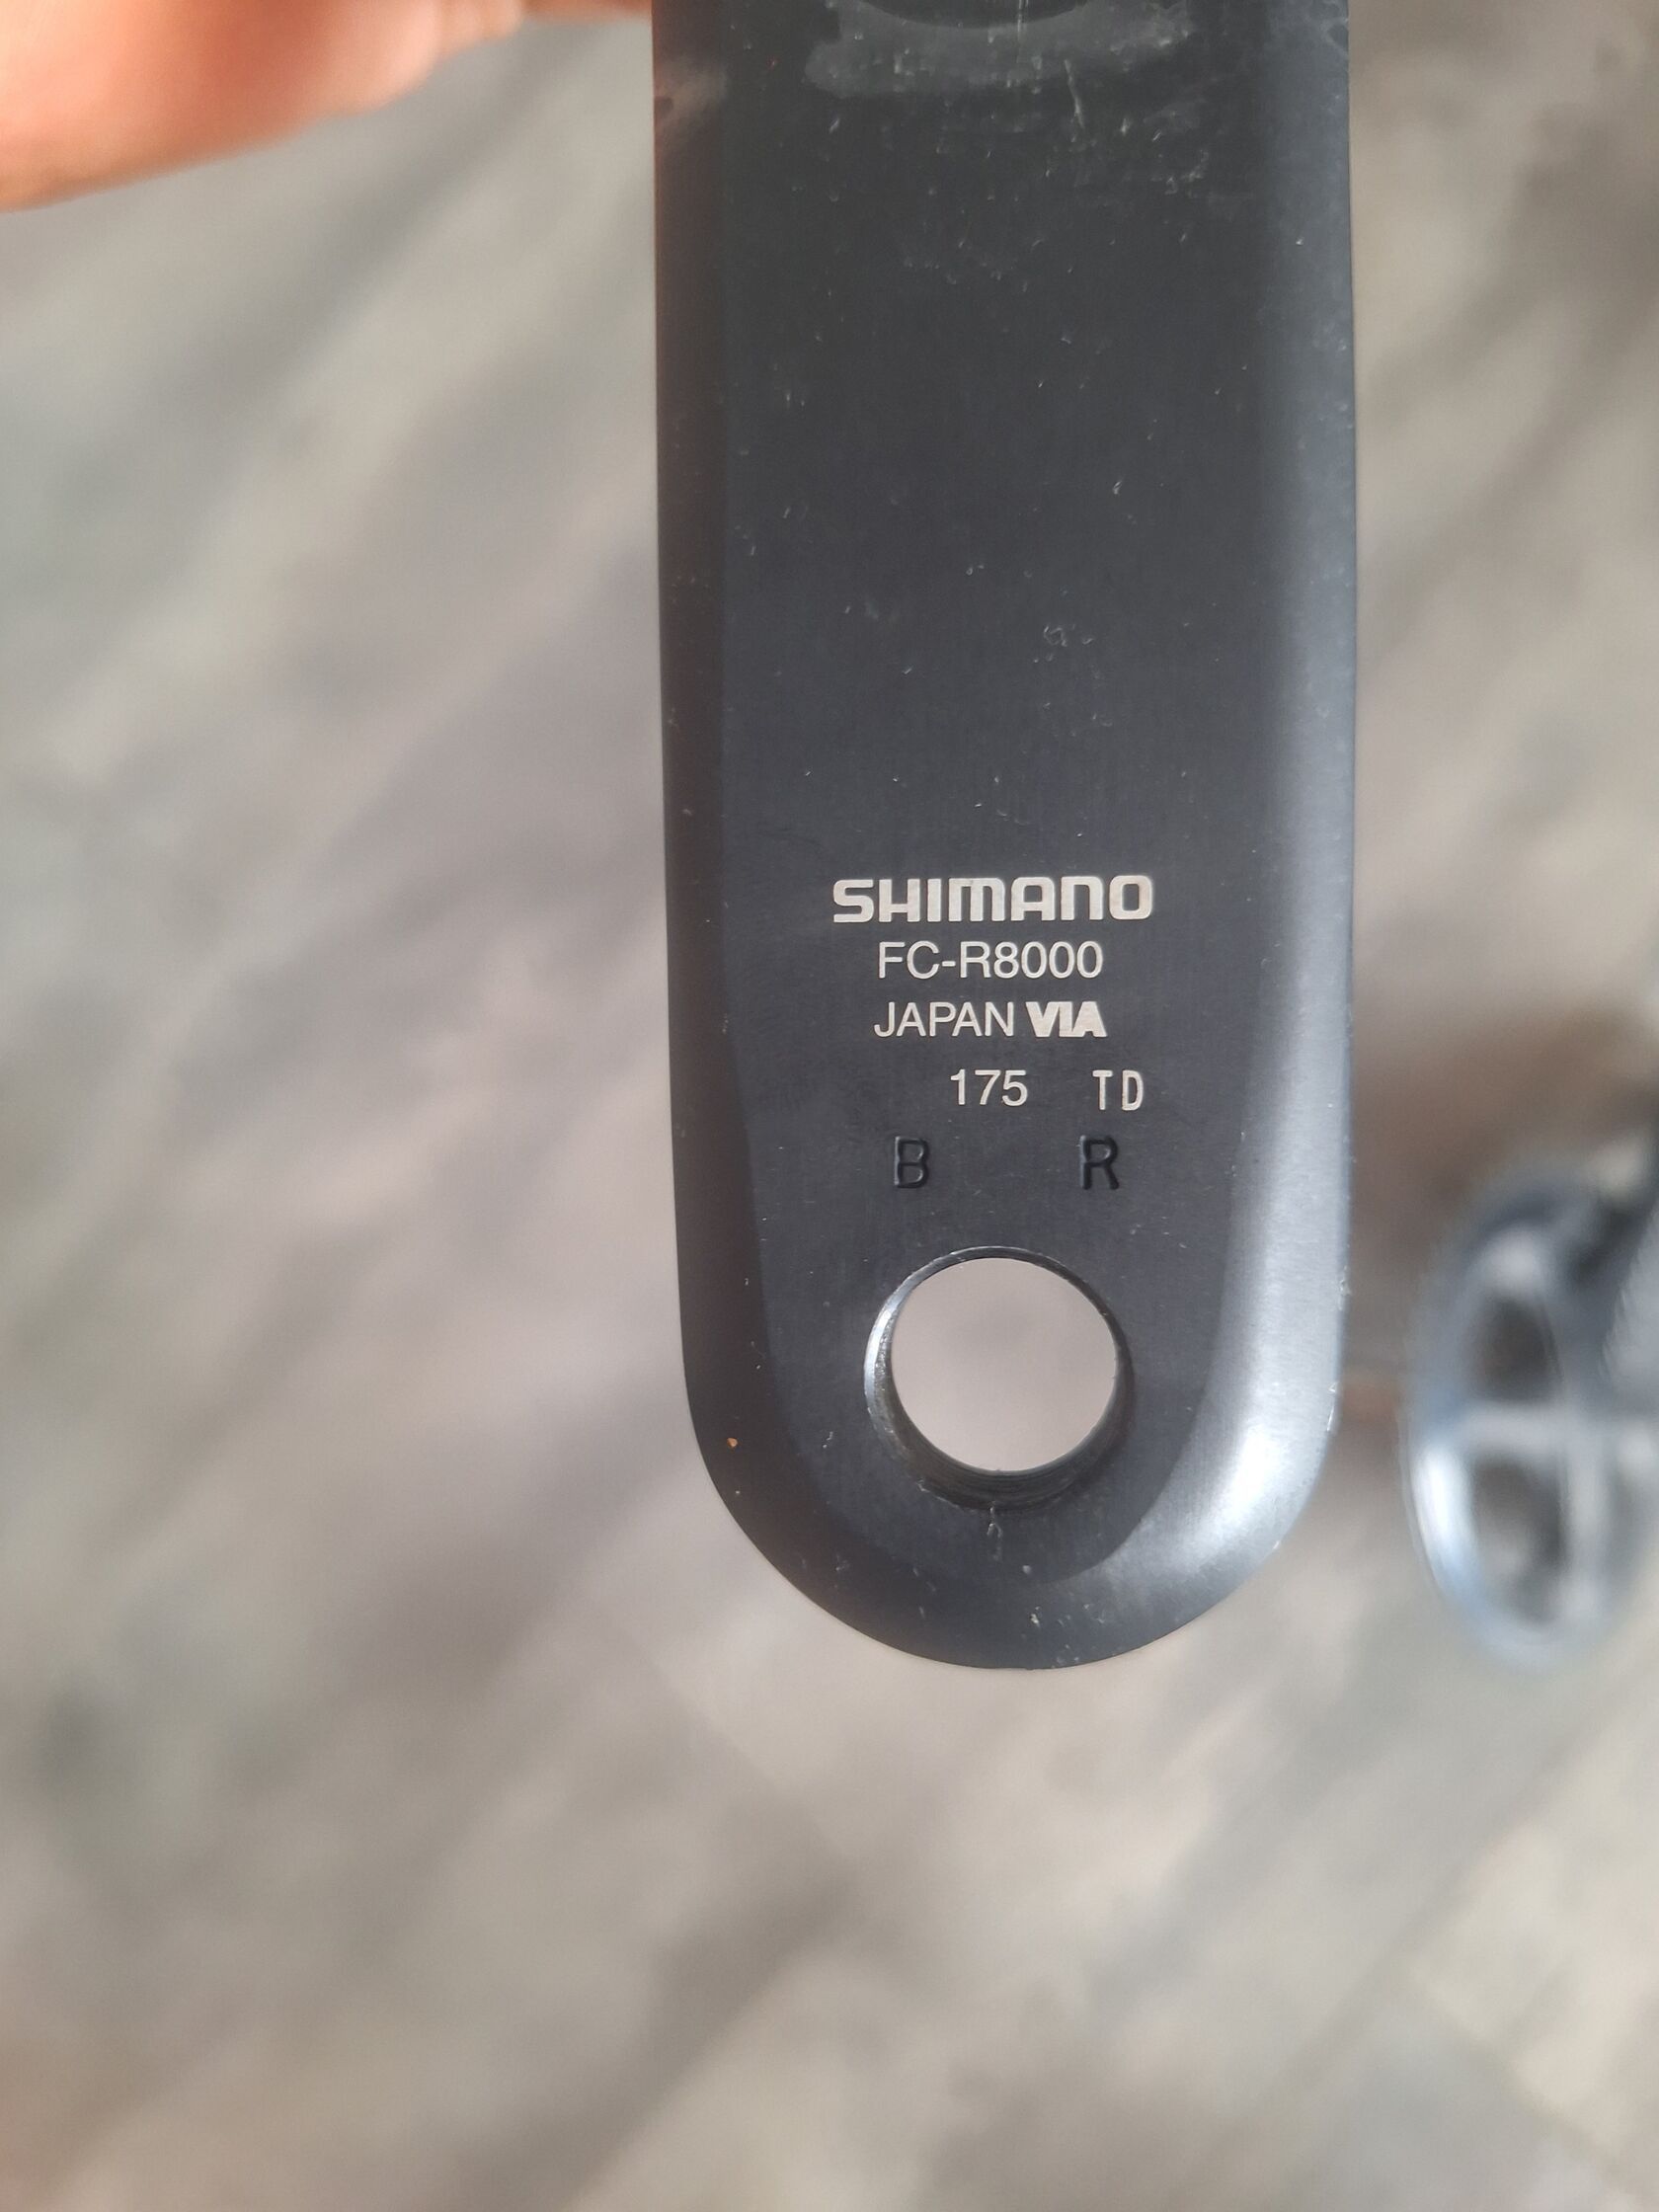 SHIMANO
FC-R8000
JAPAN VIA
175 TD
B R